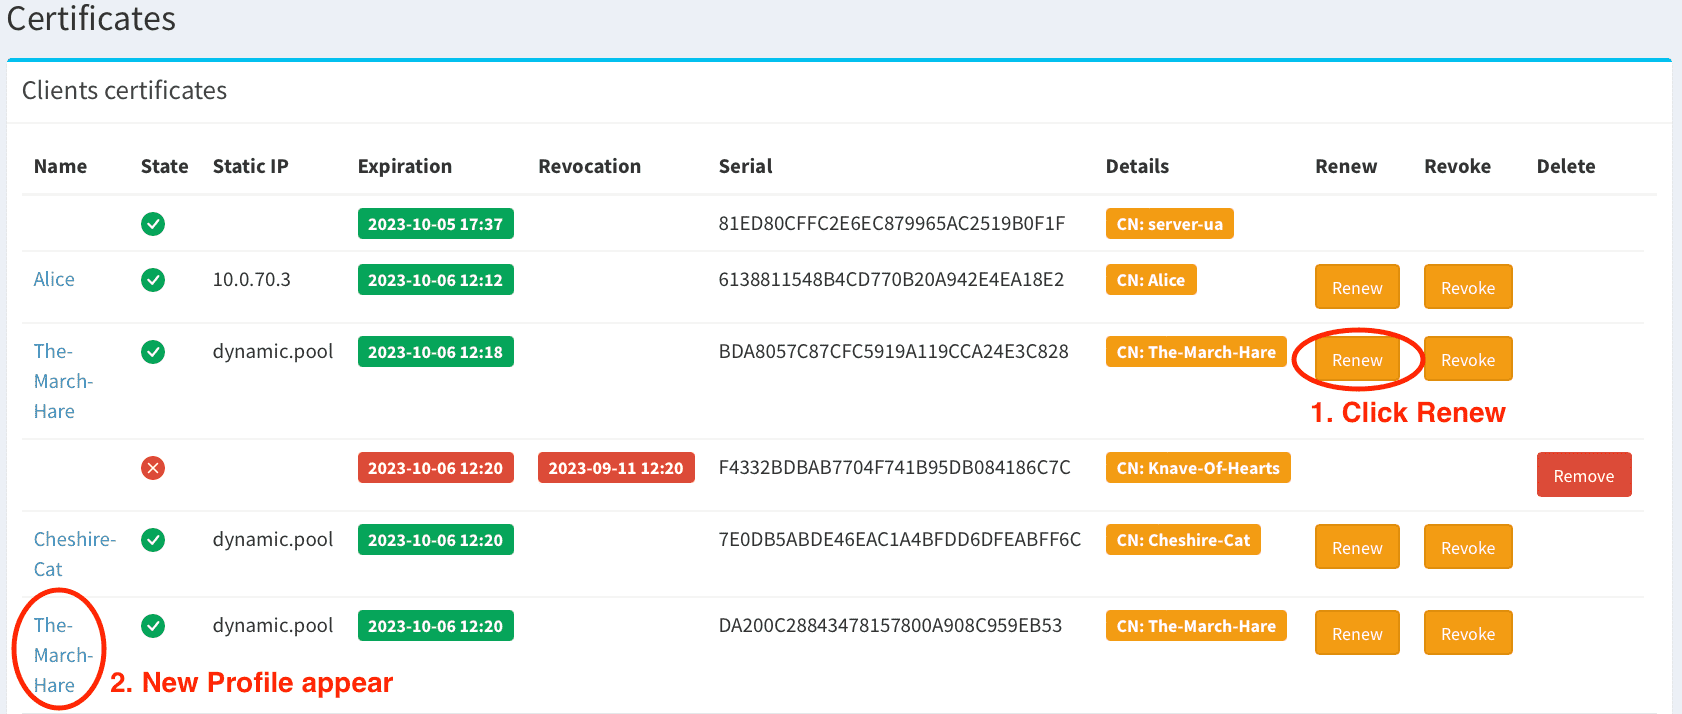 Certificates
Clients certificates
Name State Static IP Expiration Revocation Serial Details Renew Revoke Delete
2023-10-05 17:37 81ED80CFFC2E6EC879965AC2519B0F1F CN: server-ua
Alice 10.0.70.3 2023-10-06 12:12 6138811548B4CD770B20A942E4EA18E2 CN: Alice Renew Revoke
The- dynamic.pool 2023-10-06 12:18 BDA8057C87CFC5919A119CCA24E3C828 CN: The-March-Hare Renew Revoke
March-
Hare
1. Click Renew
2023-10-06 12:20 2023-09-11 12:20 F4332BDBAB7704F741B95DB084186C7C CN: Knave-Of-Hearts Remove
Cheshire- dynamic.pool 2023-10-06 12:20 7E0DB5ABDE46EAC1A4BFDD6DFEABFF6C CN: Cheshire-Cat Renew Revoke
Cat
The- dynamic.pool 2023-10-06 12:20 DA200C28843478157800A908C959EB53 CN: The-March-Hare Renew Revoke
March-
Hare
2. New Profile appear